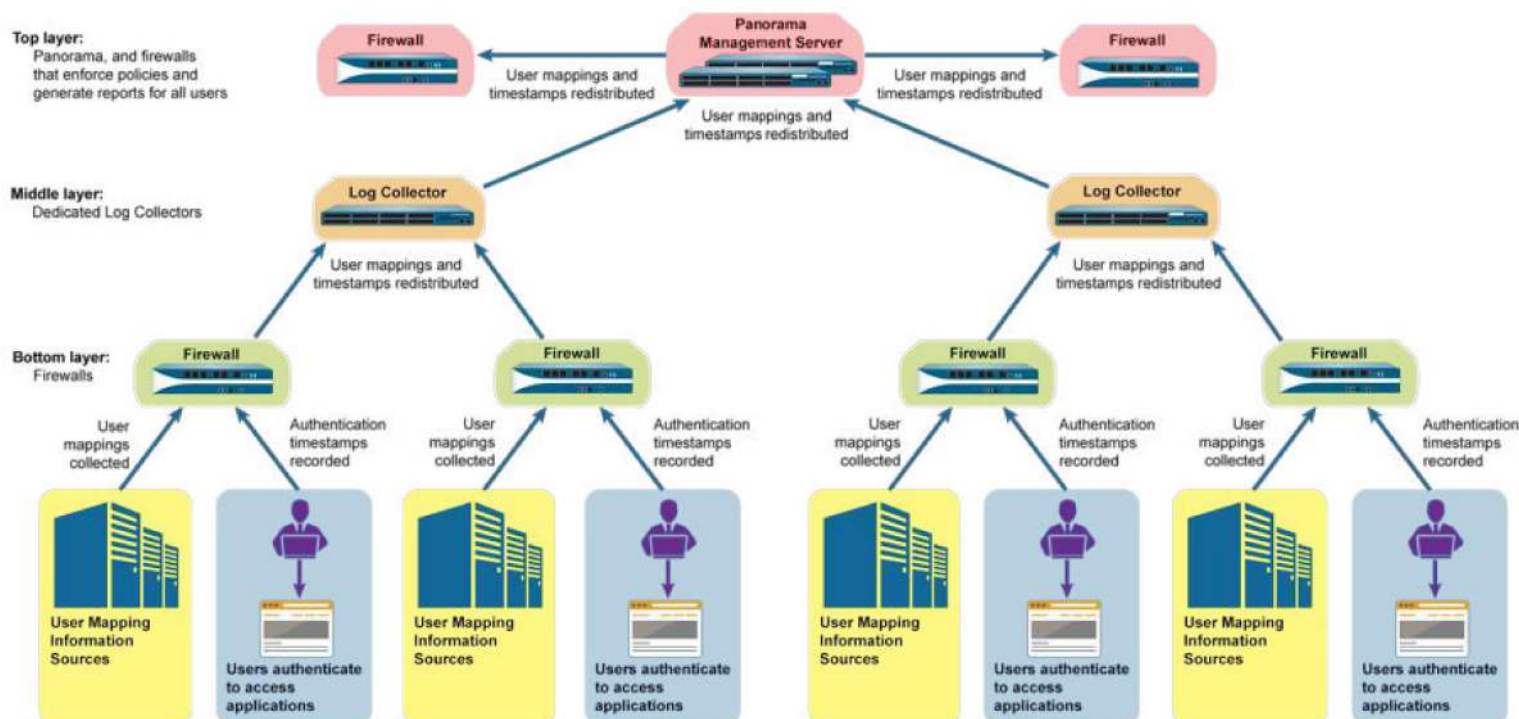 Top layer:
Panorama, and firewalls
that enforce policies and
generate reports for all users
Firewall
Panorama
Management Server
Firewall
User mappings and
timestamps redistributed
User mappings and
timestamps redistributed
User mappings and
timestamps redistributed
Middle layer:
Dedicated Log Collectors
Log Collector
Log Collector
User mappings and
timestamps redistributed
User mappings and
timestamps redistributed
Bottom layer:
Firewalls
Firewall
Firewall
Firewall
Firewall
User
mappings
collected
Authentication
timestamps
recorded
User
mappings
collected
Authentication
timestamps
recorded
User
mappings
collected
Authentication
timestamps
recorded
User
mappings
collected
Authentication
timestamps
recorded
User Mapping
Information
Sources
Users authenticate
to access
applications
User Mapping
Information
Sources
Users authenticate
to access
applications
User Mapping
Information
Sources
Users authenticate
to access
applications
User Mapping
Information
Sources
Users authenticate
to access
applications